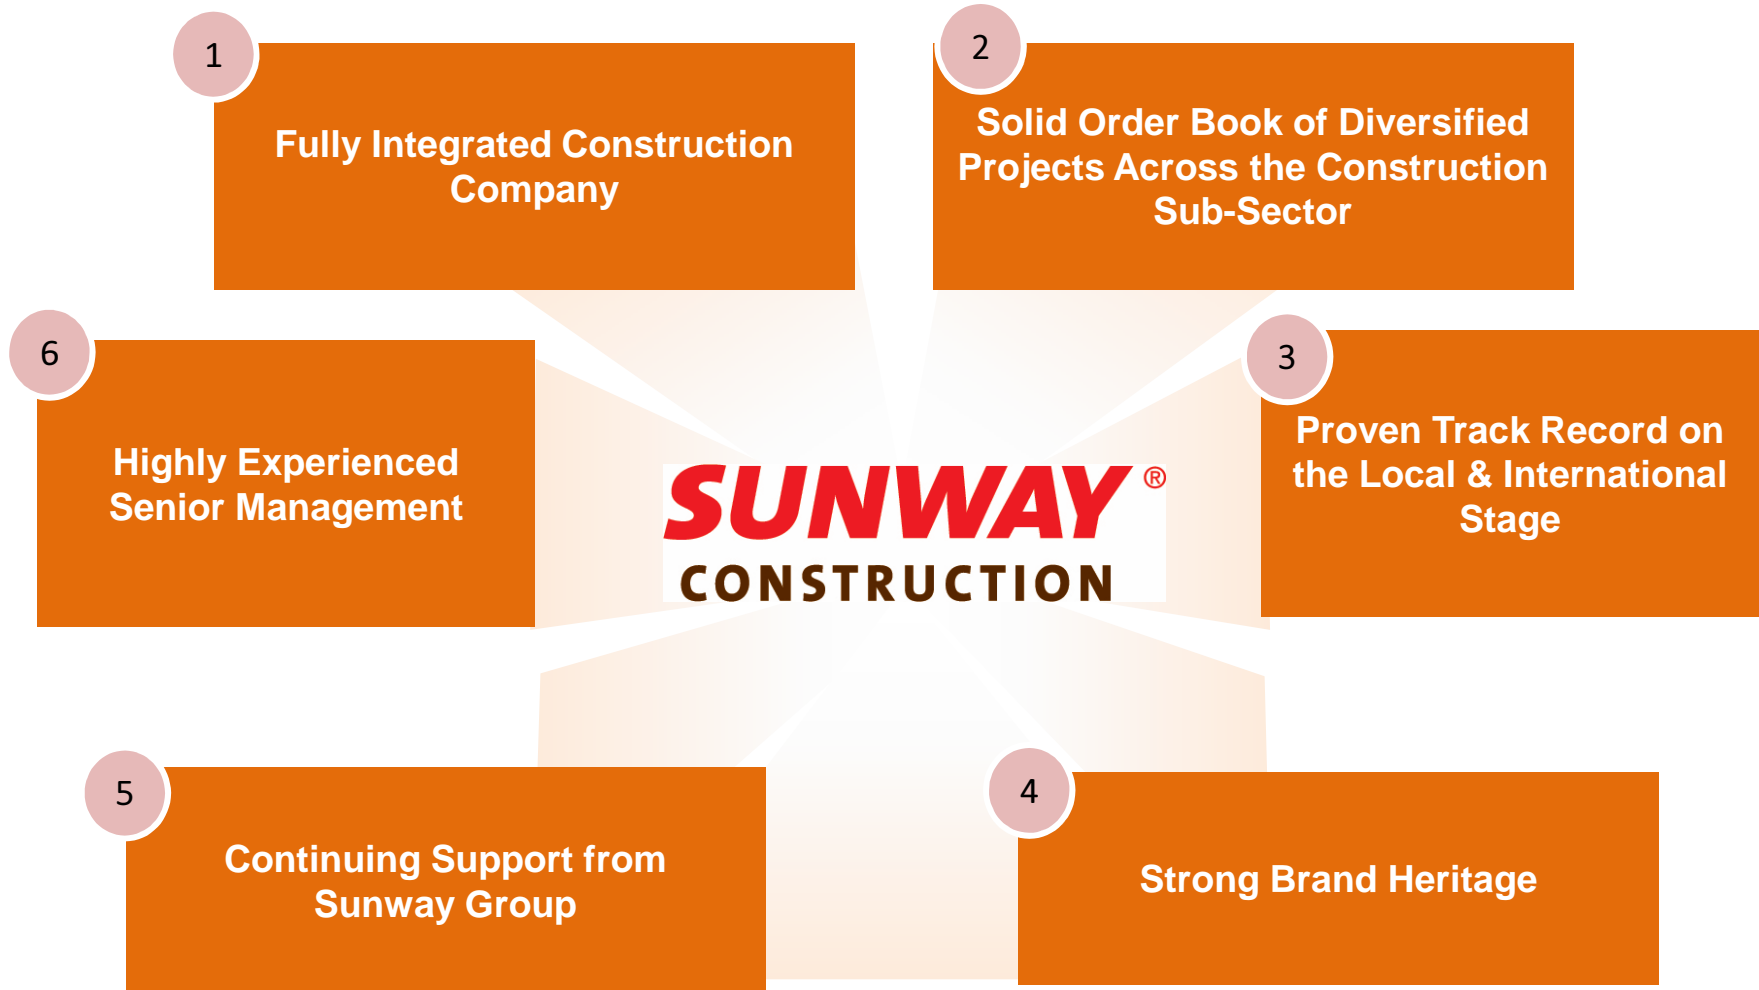 1
Fully Integrated Construction
Company
2
Solid Order Book of Diversified
Projects Across the Construction
Sub-Sector
3
Proven Track Record on
the Local & International
Stage
4
Strong Brand Heritage
5
Continuing Support from
Sunway Group
6
Highly Experienced
Senior Management
SUNWAY®
CONSTRUCTION